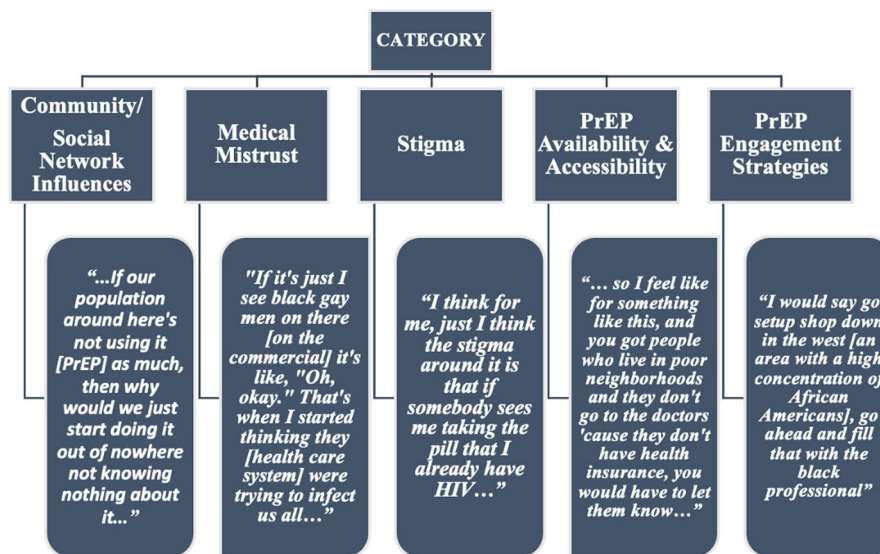 CATEGORY
Community/
Social
Network
Influences
Medical
Mistrust
Stigma
PrEP
Availability &
Accessibility
PrEP
Engagement
Strategies
“...If our
population
around here's
not using it
[PrEP] as much,
then why
would we just
start doing it
out of nowhere
not knowing
nothing about
it...”
"If it's just I
see black gay
men on there
[on the
commercial] it's
like, "Oh,
okay." That's
when I started
thinking they
[health care
system] were
trying to infect
us all…”
“I think for
me, just I think
the stigma
around it is
that if
somebody sees
me taking the
pill that I
already have
HIV…”
“… so I feel like
for something
like this, and
you got people
who live in poor
neighborhoods
and they don't
go to the doctors
'cause they don't
have health
insurance, you
would have to let
them know…”
“I would say go
setup shop down
in the west [an
area with a high
concentration of
African
Americans], go
ahead and fill
that with the
black
professional”